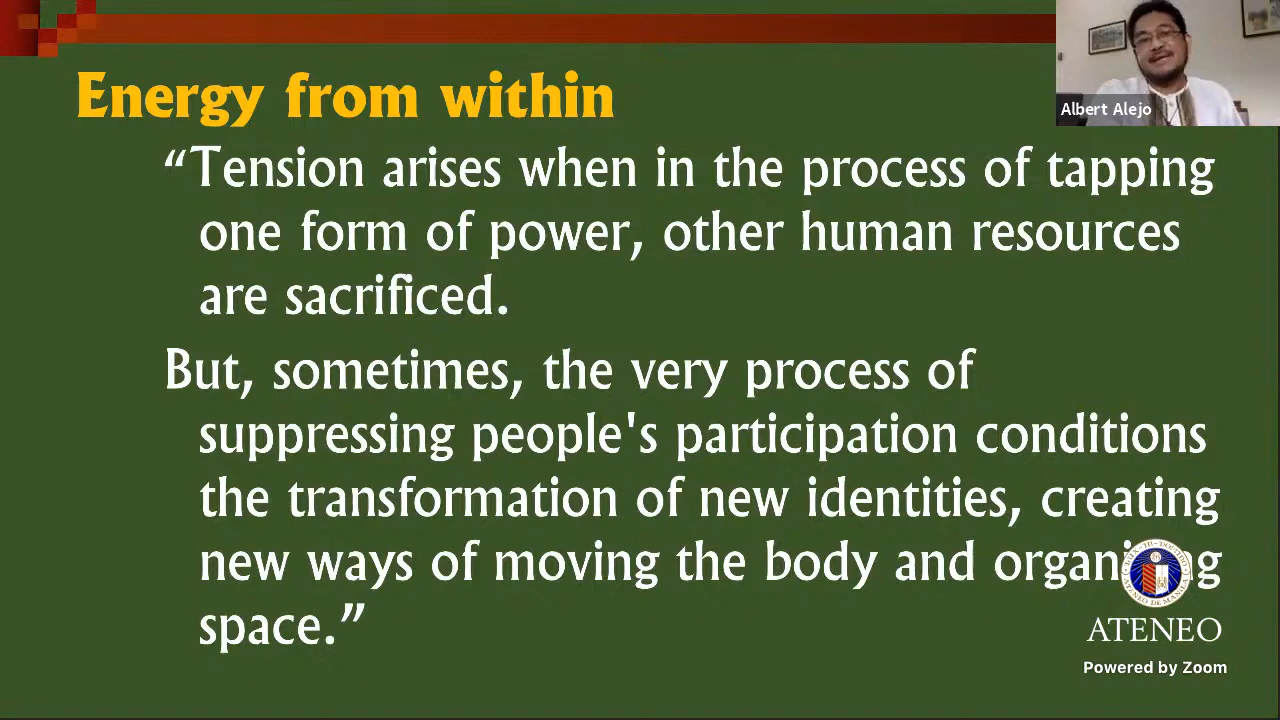 Energy from within
Albert Alejo
“Tension arises when in the process of tapping
one form of power, other human resources
are sacrificed.
But, sometimes, the very process of
suppressing people's participation conditions
the transformation of new identities, creating
new ways of moving the body and
space.”
ATENEO
Powered by Zoom